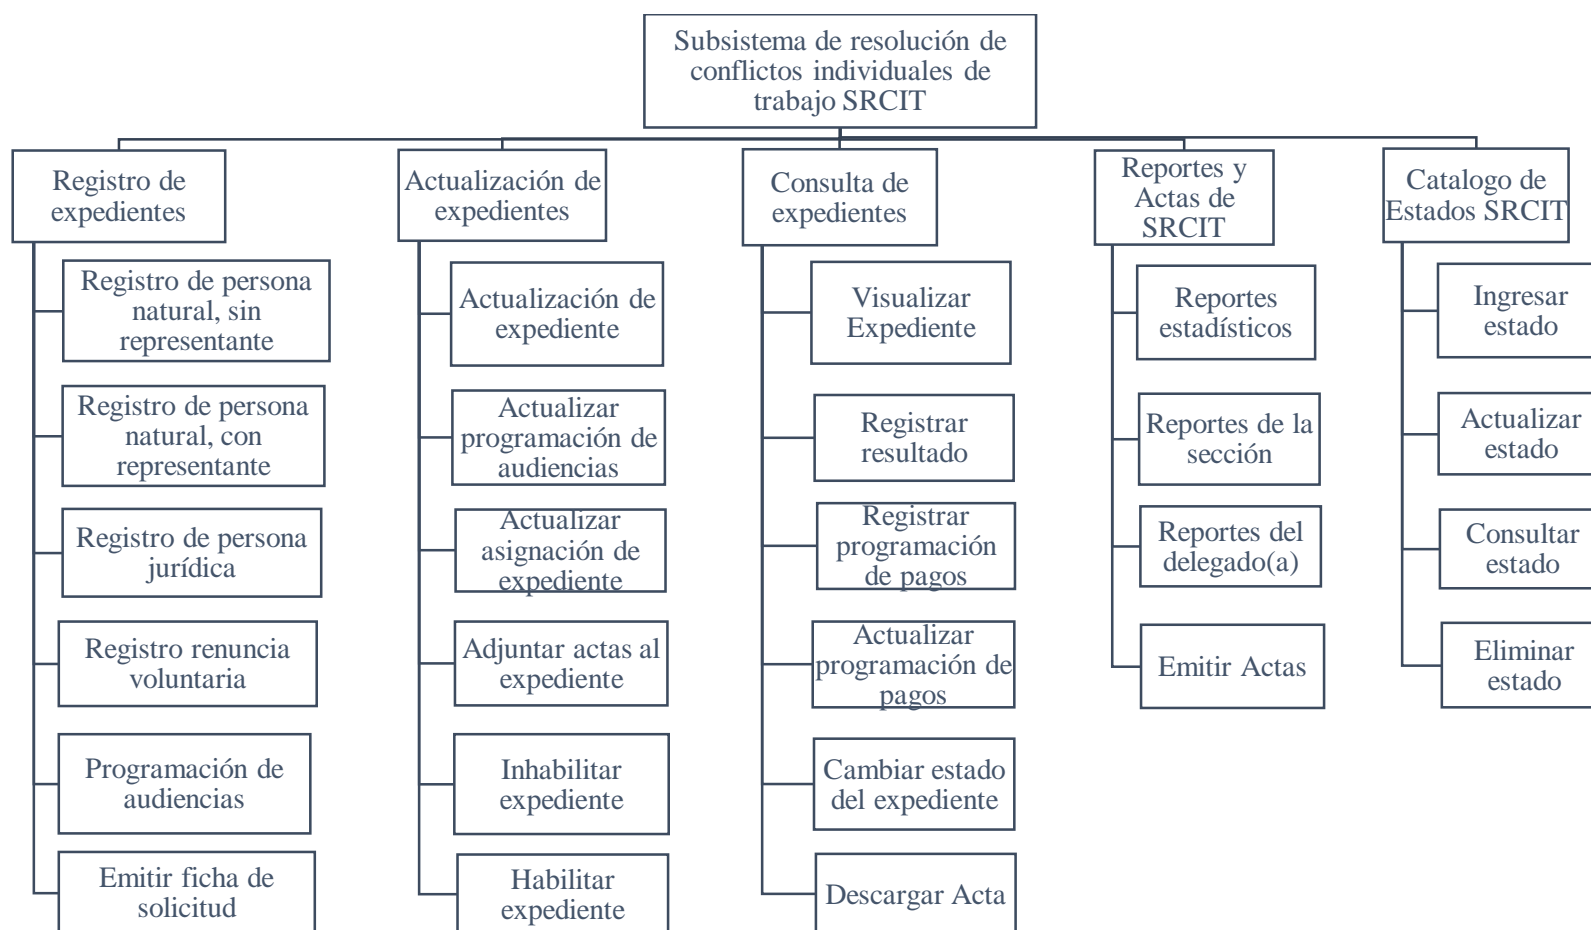 Subsistema de resolución de
conflictos individuales de
trabajo SRCIT
Registro de
expedientes
Registro de persona
natural, sin
representante
Registro de persona
natural, con
representante
Registro de persona
jurídica
Registro renuncia
voluntaria
Programación de
audiencias
Emitir ficha de
solicitud
Actualización de
expedientes
Actualización de
expediente
Actualizar
programación de
audiencias
Actualizar
asignación de
expediente
Adjuntar actas al
expediente
Inhabilitar
expediente
Habilitar
expediente
Consulta de
expedientes
Visualizar
Expediente
Registrar
resultado
Registrar
programación
de pagos
Actualizar
programación de
pagos
Cambiar estado
del expediente
Descargar Acta
Reportes y
Actas de
SRCIT
Reportes
estadísticos
Reportes de la
sección
Reportes del
delegado(a)
Emitir Actas
Catalogo de
Estados SRCIT
Ingresar
estado
Actualizar
estado
Consultar
estado
Eliminar
estado